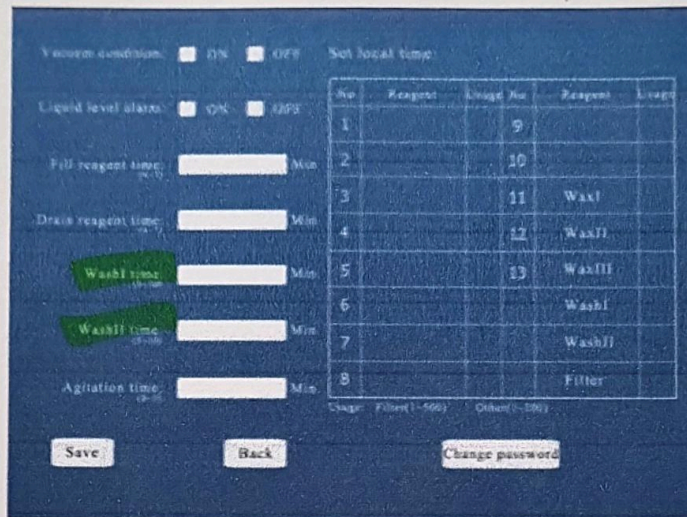 Vacuum condition: ON OFF
Set local time:
Liquid level alarm: ON OFF
No Reagent Usage No Reagent Usage
1 9
2 10
3 11 WaxI
4 12 WaxII
5 13 WaxIII
6 WashI
7 WashII
8 Filter
Fill reagent time: Min
Drain reagent time: Min
WashI time: Min
WashII time: Min
Agitation time: Min
Usage: Filter(1~500)
Save Back Change password